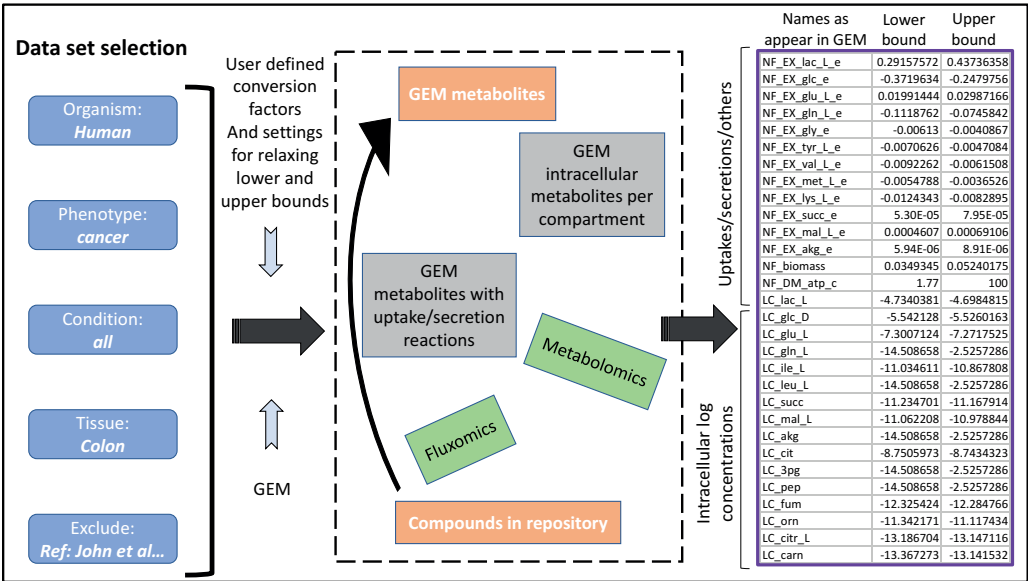 Data set selection
Organism:
Human
Phenotype:
cancer
Condition:
all
Tissue:
Colon
Exclude:
Ref: John et al...
User defined
conversion
factors
And settings
for relaxing
lower and
upper bounds
GEM
GEM metabolites
GEM
intracellular
metabolites per
compartment
GEM
metabolites with
uptake/secretion
reactions
Metabolomics
Fluxomics
Compounds in repository
Uptakes/secretions/others
Intracellular log
concentrations
Names as appear in GEM Lower bound Upper bound
NF_EX_lac_L_e 0.29157572 0.43736358
NF_EX_glc_e -0.3719634 -0.2479756
NF_EX_glu_L_e 0.01991444 0.02987166
NF_EX_gln_L_e -0.1118762 -0.0745842
NF_EX_gly_e -0.00613 -0.0040867
NF_EX_tyr_L_e -0.0070626 -0.0047084
NF_EX_val_L_e -0.0092262 -0.0061508
NF_EX_met_L_e -0.0054788 -0.0036526
NF_EX_lys_L_e -0.0124343 -0.0082895
NF_EX_succ_e 5.30E-05 7.95E-05
NF_EX_mal_L_e 0.0004607 0.00069106
NF_EX_akg_e 5.94E-06 8.91E-06
NF_biomass 0.0349345 0.05240175
NF_DM_atp_c 1.77 100
LC_lac_L -4.7340381 -4.6984815
LC_glc_D -5.542128 -5.5260163
LC_glu_L -7.3007124 -7.2717525
LC_gln_L -14.508658 -2.5257286
LC_ile_L -11.034611 -10.867808
LC_leu_L -14.508658 -2.5257286
LC_succ -11.234701 -11.167914
LC_mal_L -11.062208 -10.978844
LC_akg -14.508658 -2.5257286
LC_cit -8.7505973 -8.7434323
LC_3pg -14.508658 -2.5257286
LC_pep -14.508658 -2.5257286
LC_fum -12.325424 -12.284766
LC_orn -11.342171 -11.117434
LC_citr_L -13.186704 -13.147116
LC_carn -13.367273 -13.141532